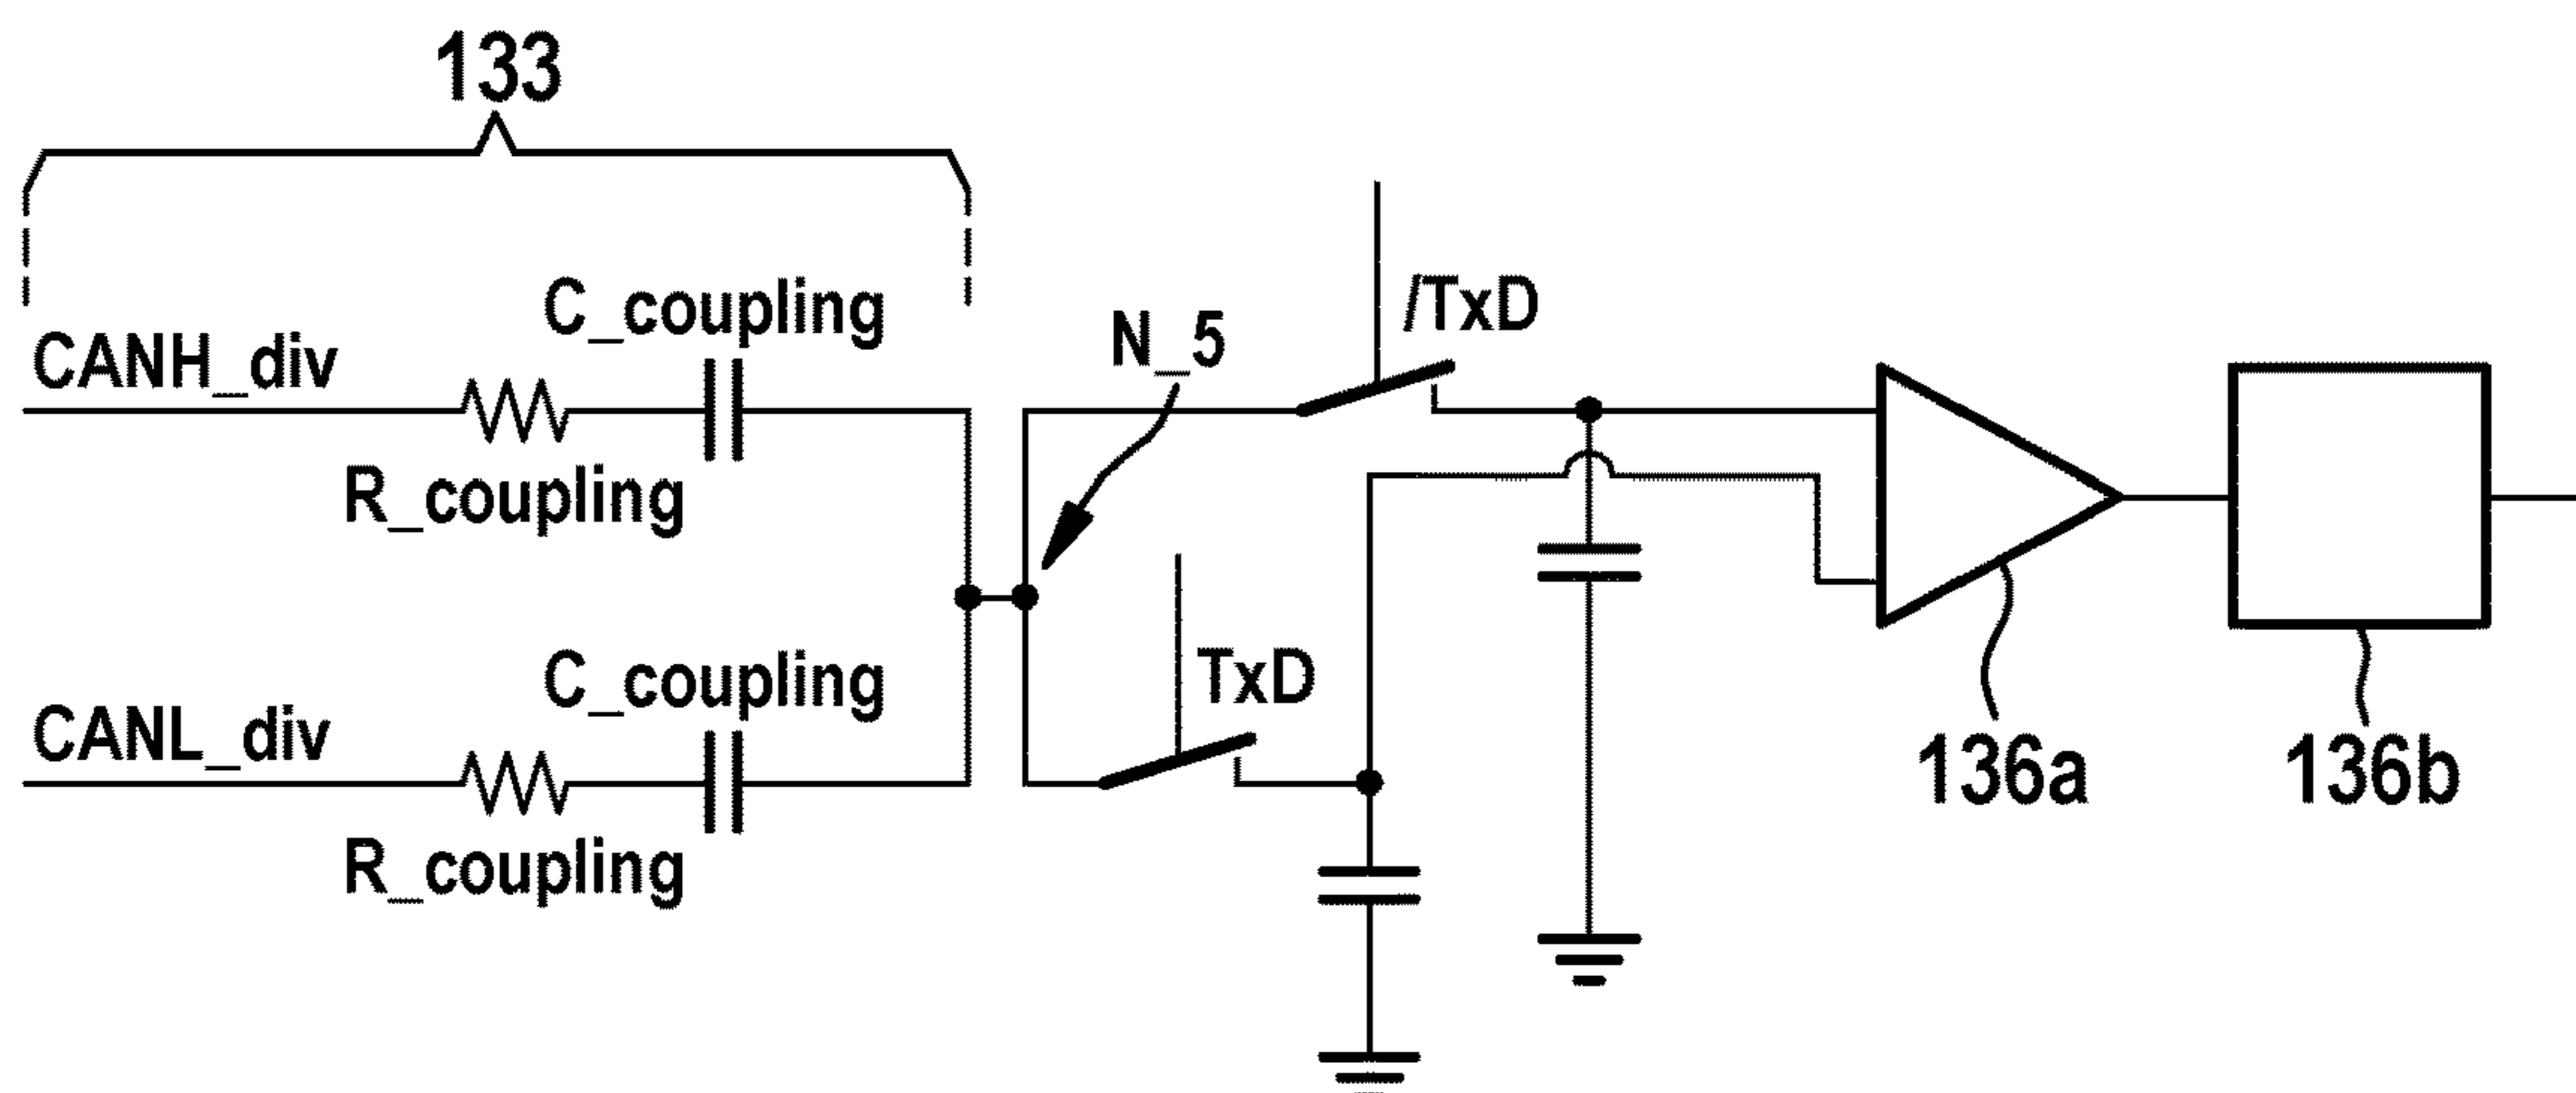 133
C_coupling
CANH_div
R_coupling
N_5
/TxD
C_coupling
CANL_div
R_coupling
TxD
136a
136b